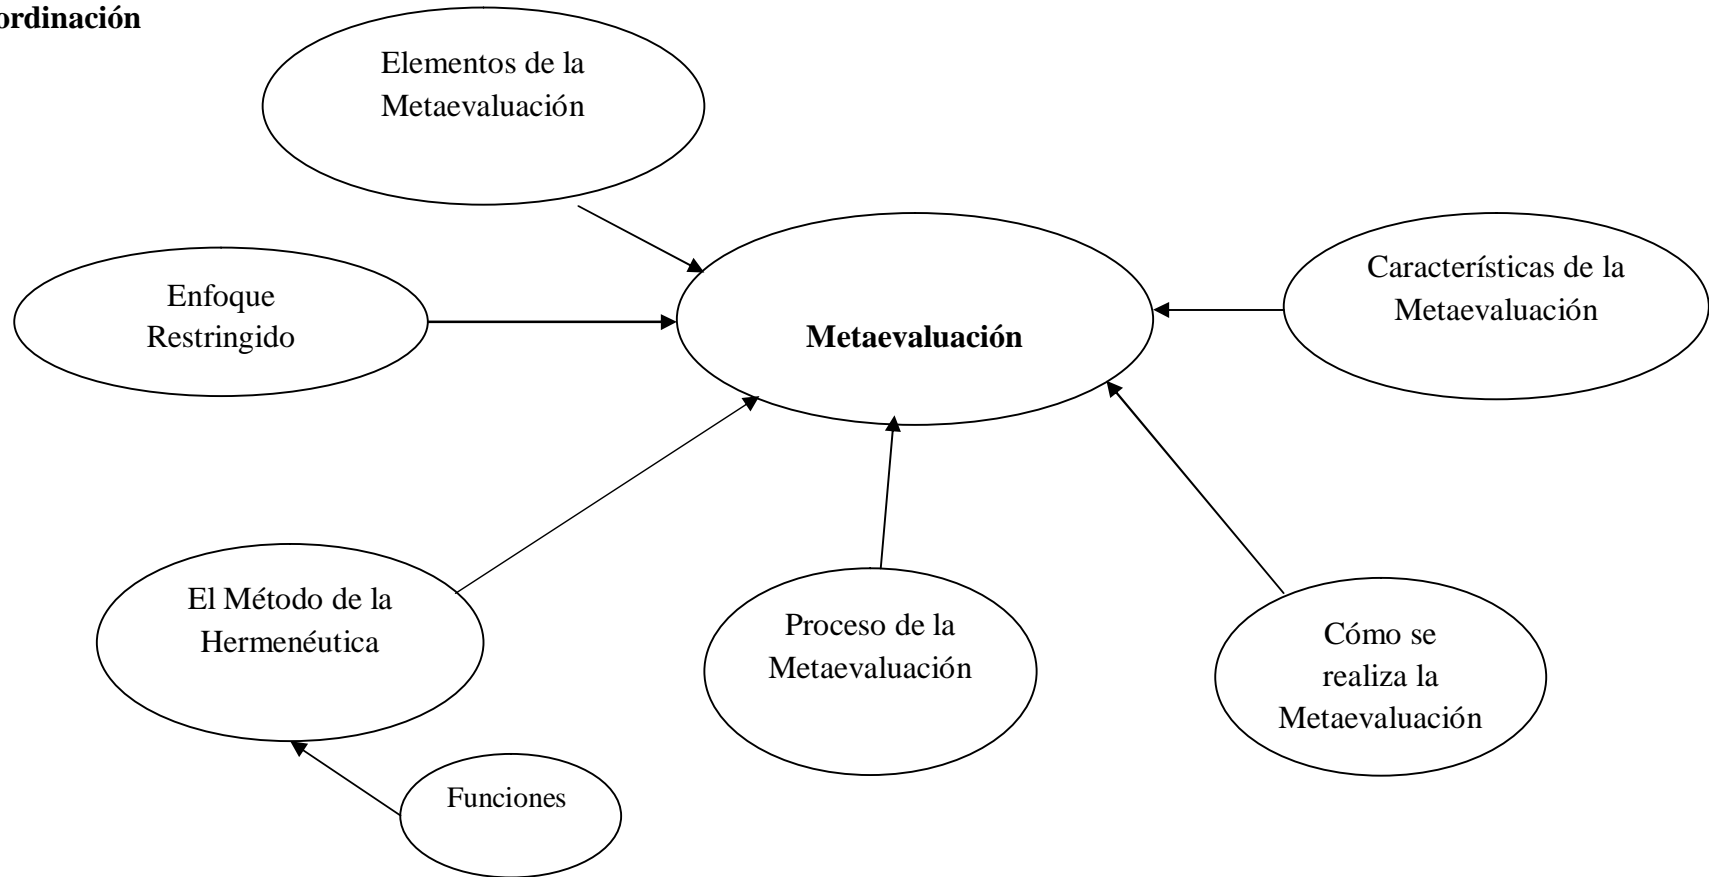 ordinación
Elementos de la
Metaevaluación
Enfoque
Restringido
Metaevaluación
Características de la
Metaevaluación
El Método de la
Hermenéutica
Proceso de la
Metaevaluación
Cómo se
realiza la
Metaevaluación
Funciones